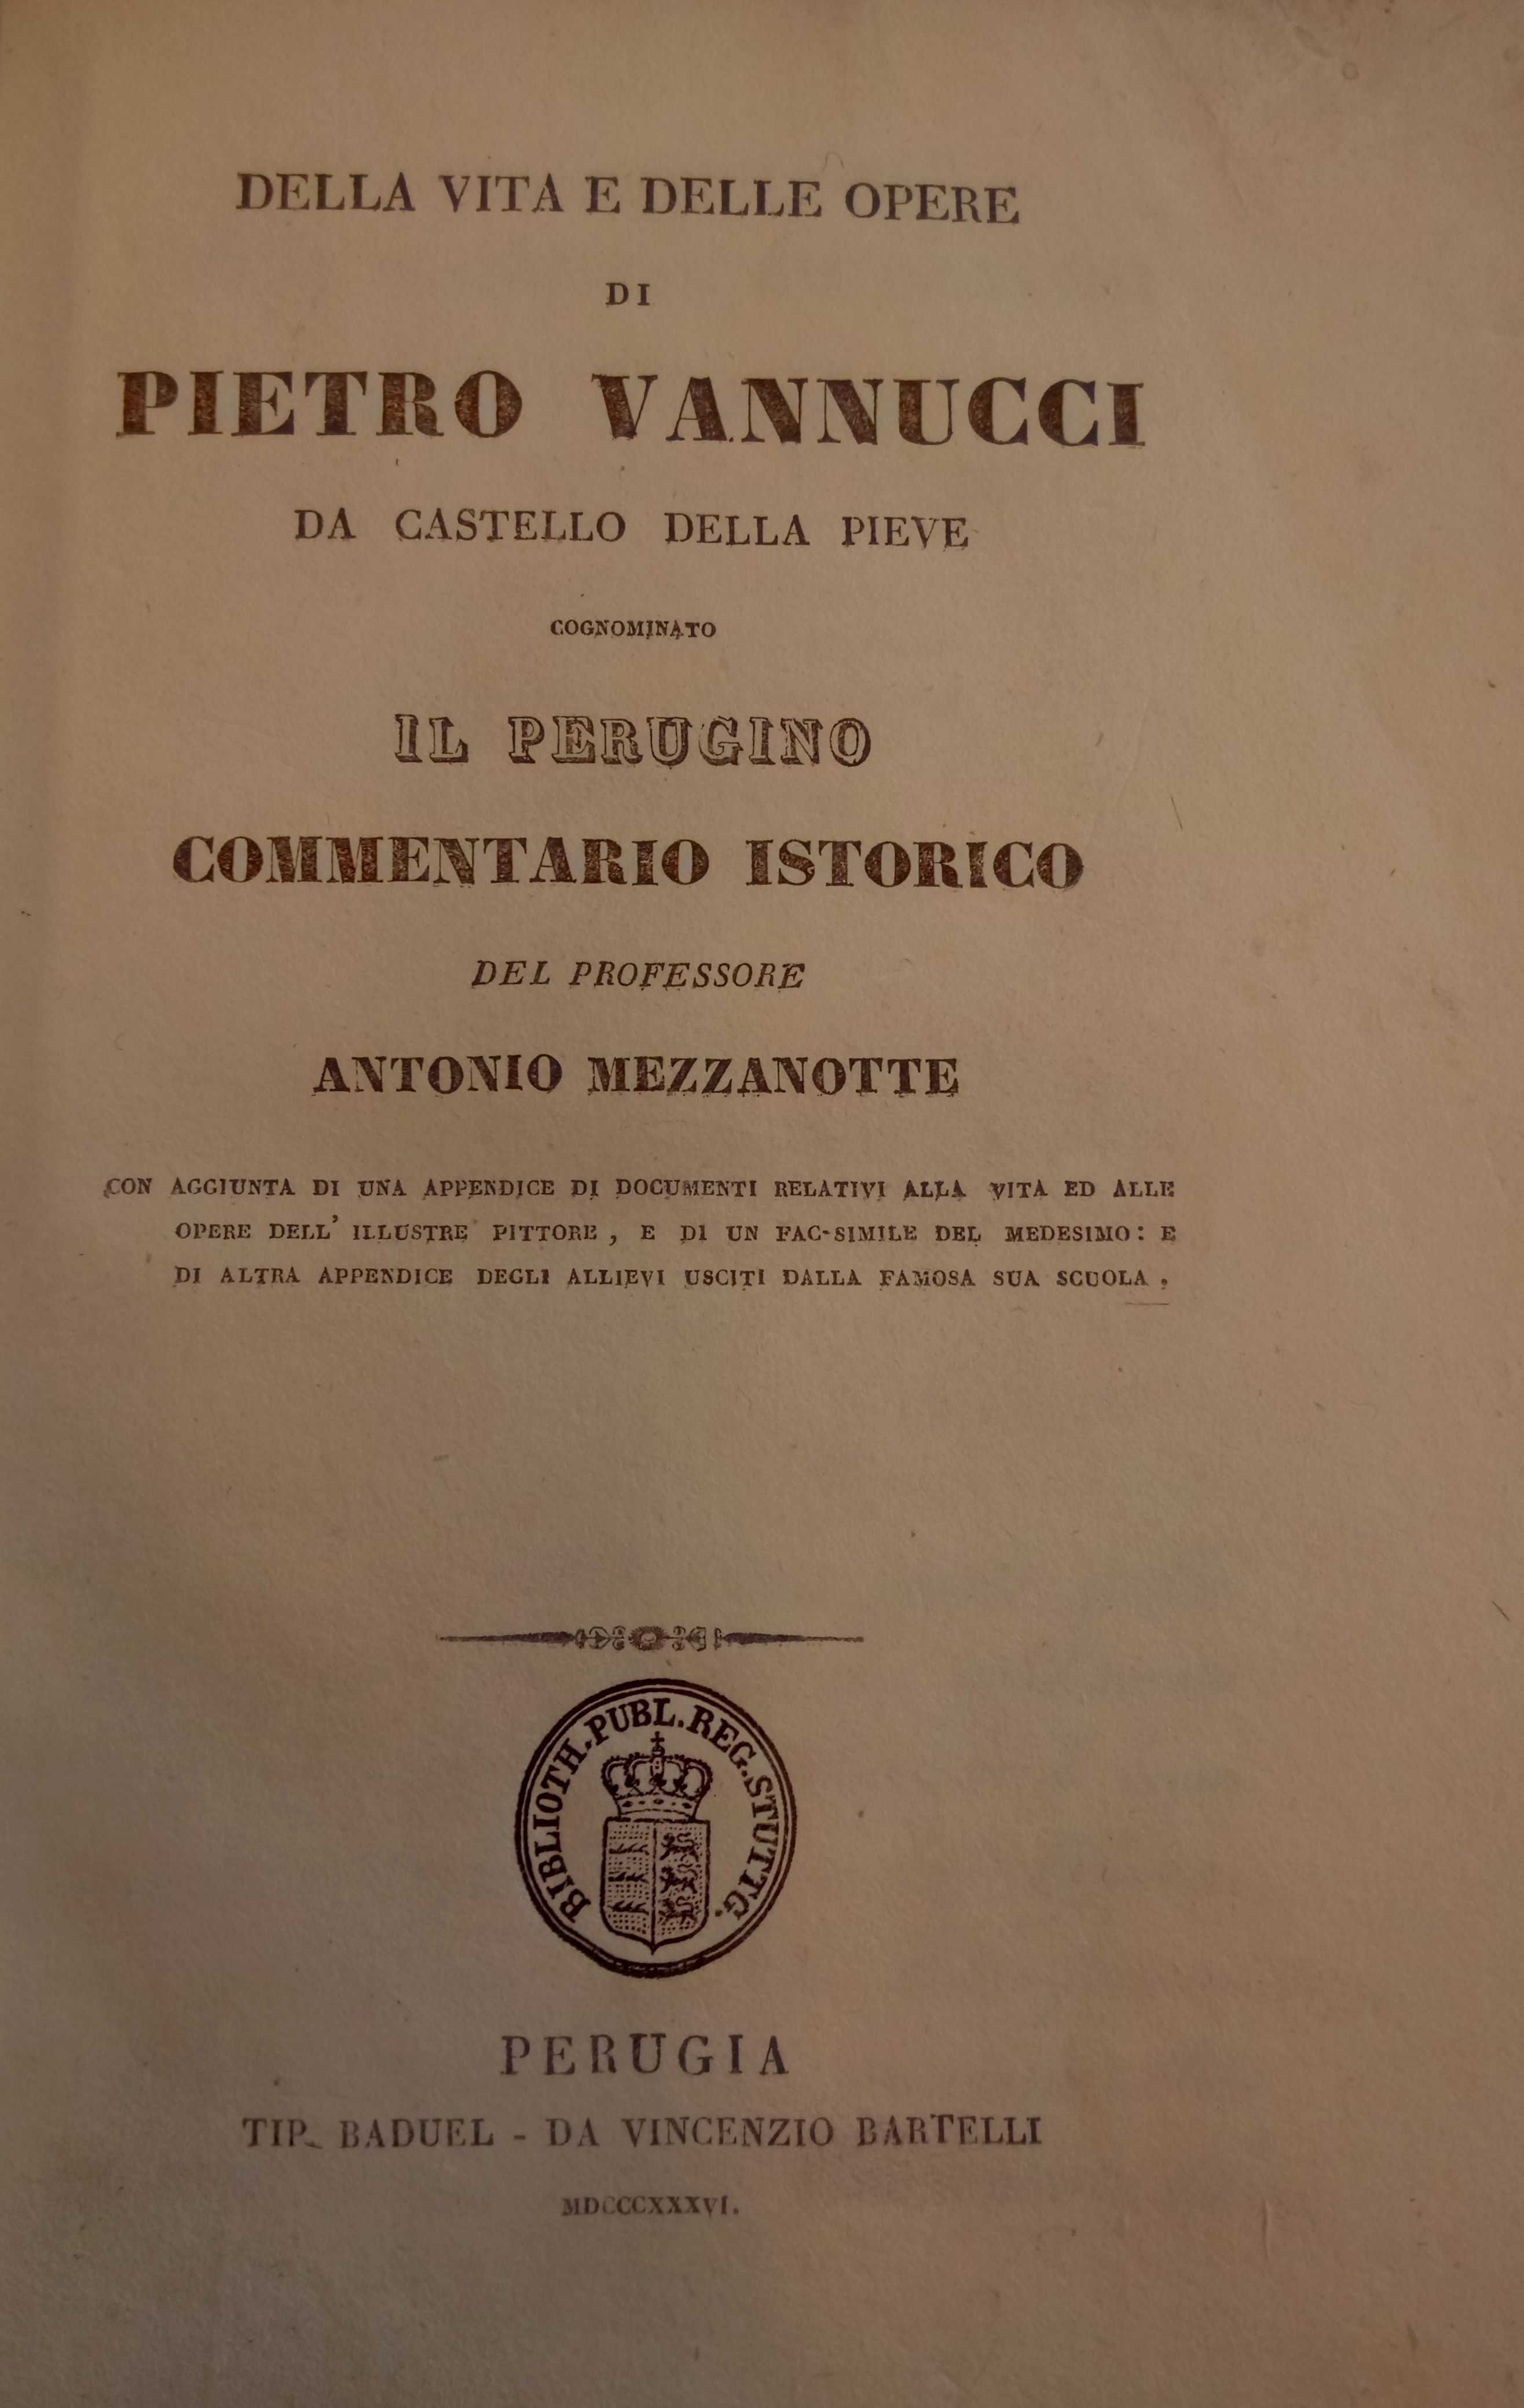 DELLA VITA E DELLE OPERE
DI
PIETRO VANNUCCI
DA CASTELLO DELLA PIEVE
COGNOMINATO
IL PERUGINO
COMMENTARIO ISTORICO
DEL PROFESSORE
ANTONIO MEZZANOTTE
CON AGGIUNTA DI UNA APPENDICE DI DOCUMENTI RELATIVI ALLA VITA ED ALLE
OPERE DELL' ILLUSTRE PITTORE, E DI UN FAC-SIMILE DEL MEDESIMO: E
DI ALTRA APPENDICE DEGLI ALLIEVI USCITI DALLA FAMOSA SUA SCUOLA.
BIBLIOTH. PUBL. REG. STUTTG.
PERUGIA
TIP. BADUEL - DA VINCENZIO BARTELLI
MDCCCXXXVI.